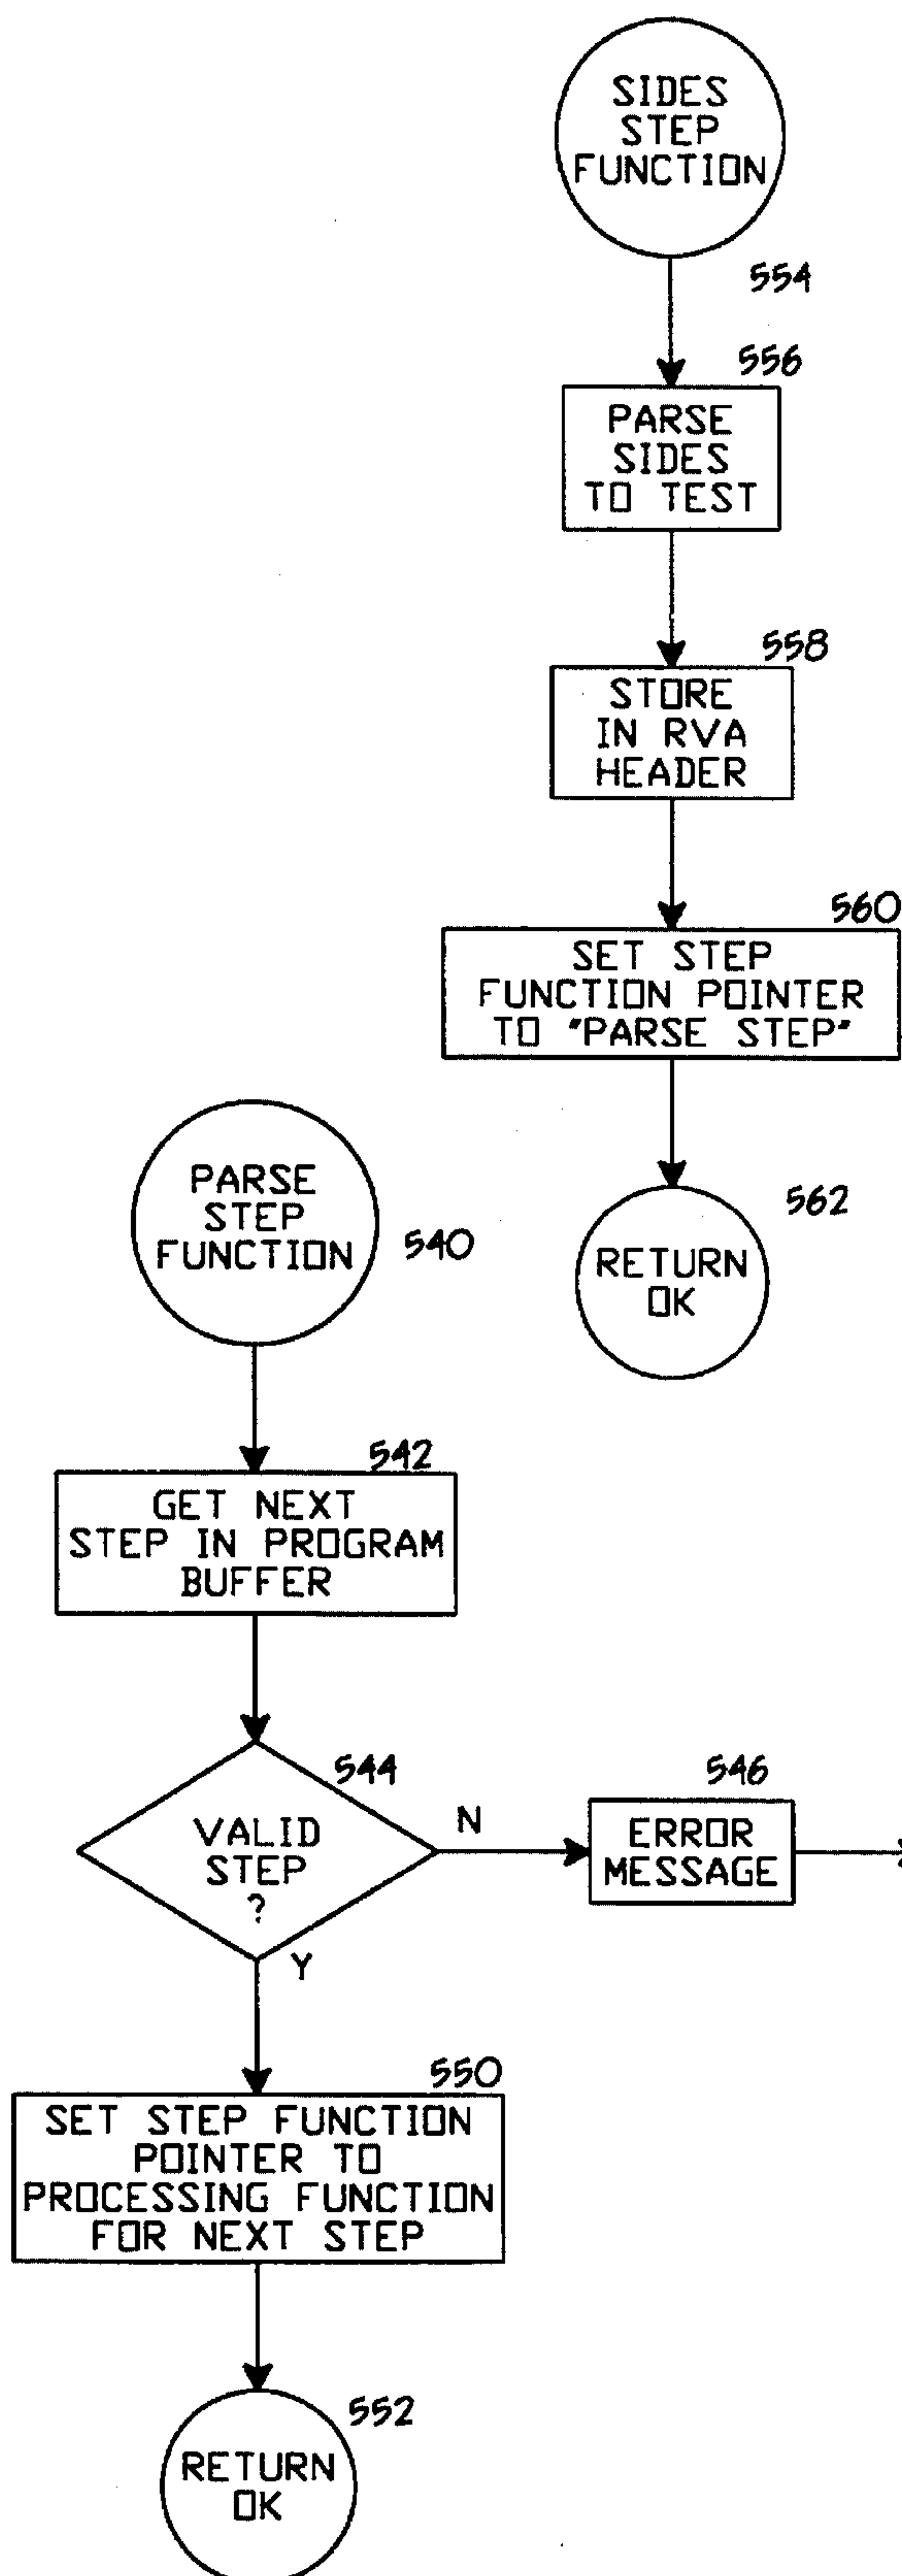 SIDES
STEP
FUNCTION
554
556
PARSE
SIDES
TO TEST
558
STORE
IN RVA
HEADER
560
SET STEP
FUNCTION POINTER
TO "PARSE STEP"
562
RETURN
OK
PARSE
STEP
FUNCTION
540
542
GET NEXT
STEP IN PROGRAM
BUFFER
544
VALID
STEP
?
N
Y
546
ERROR
MESSAGE
550
SET STEP FUNCTION
POINTER TO
PROCESSING FUNCTION
FOR NEXT STEP
552
RETURN
OK